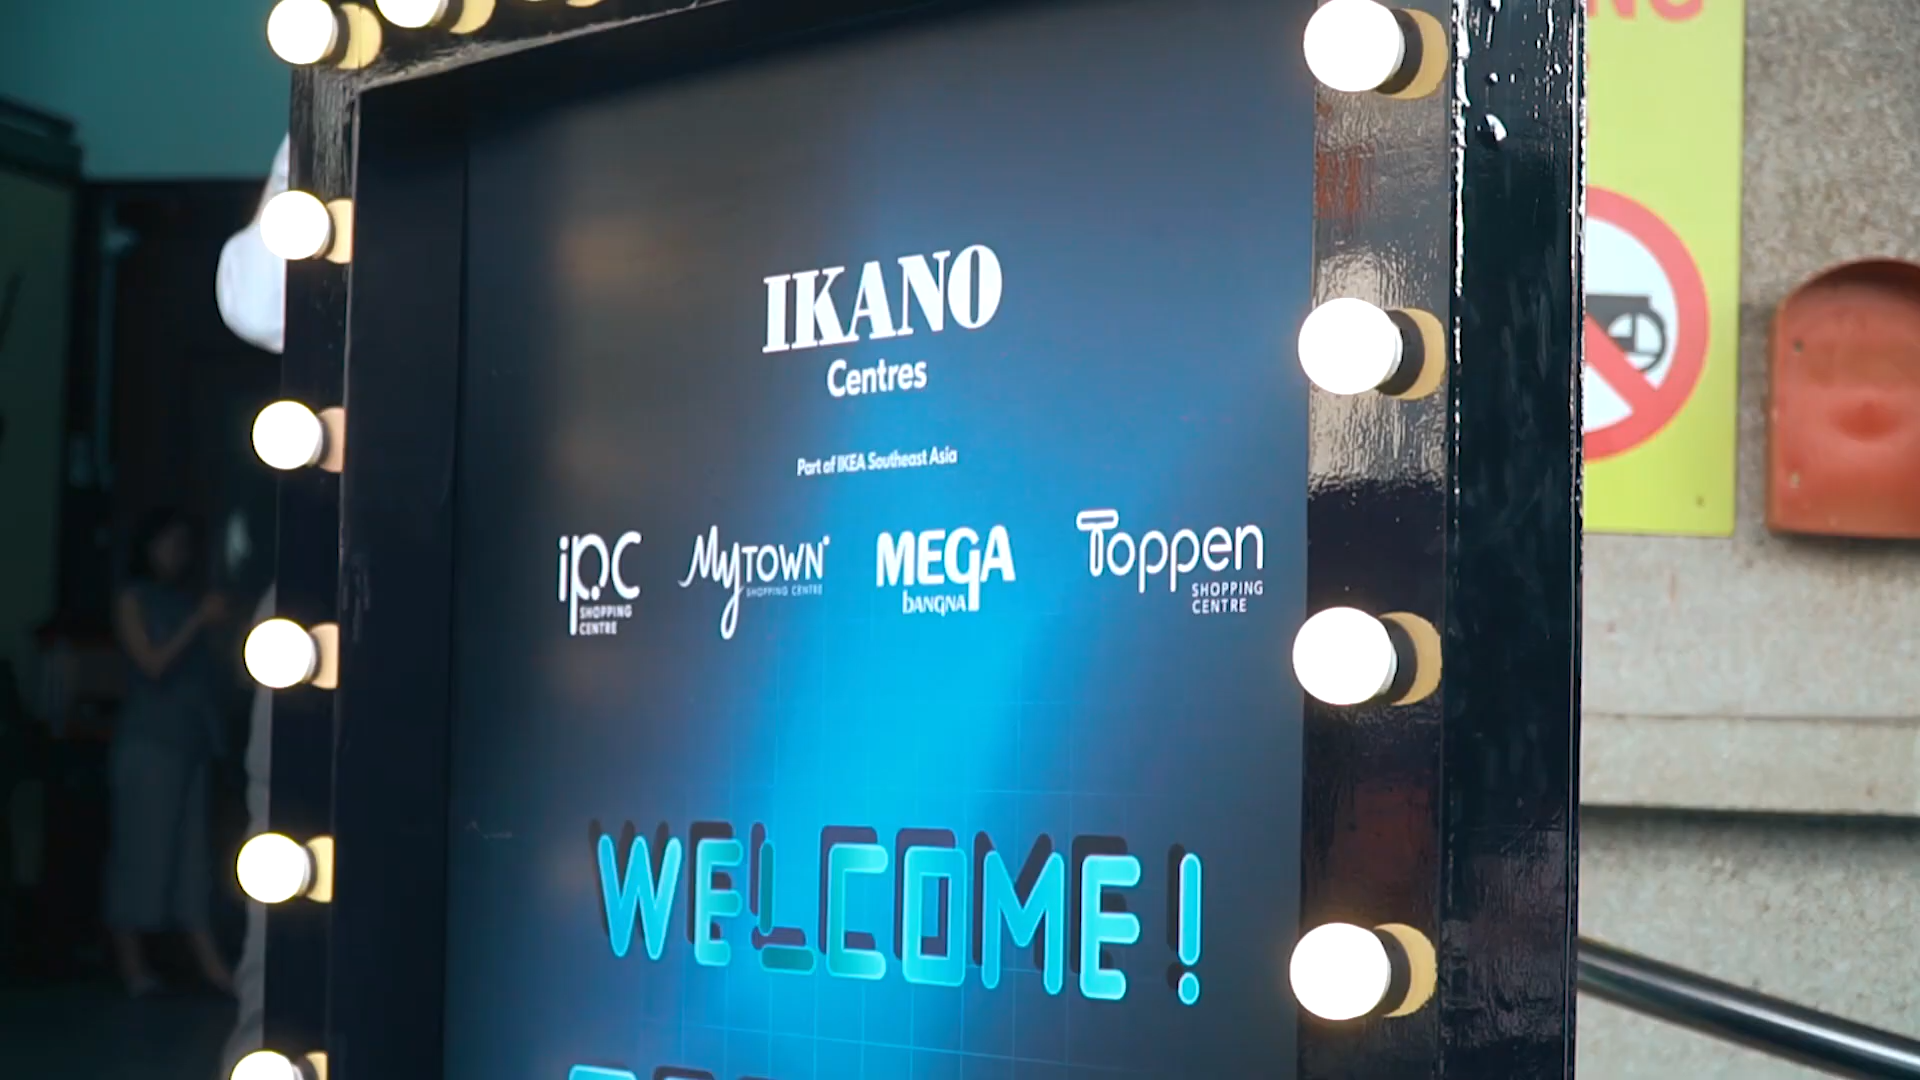 IKANO
Centres
Part of IKEA Southeast Asia
ipc SHOPPING CENTRE
MyTOWN SHOPPING CENTRE
MEGA BANGNA
Toppen SHOPPING CENTRE
WELCOME!